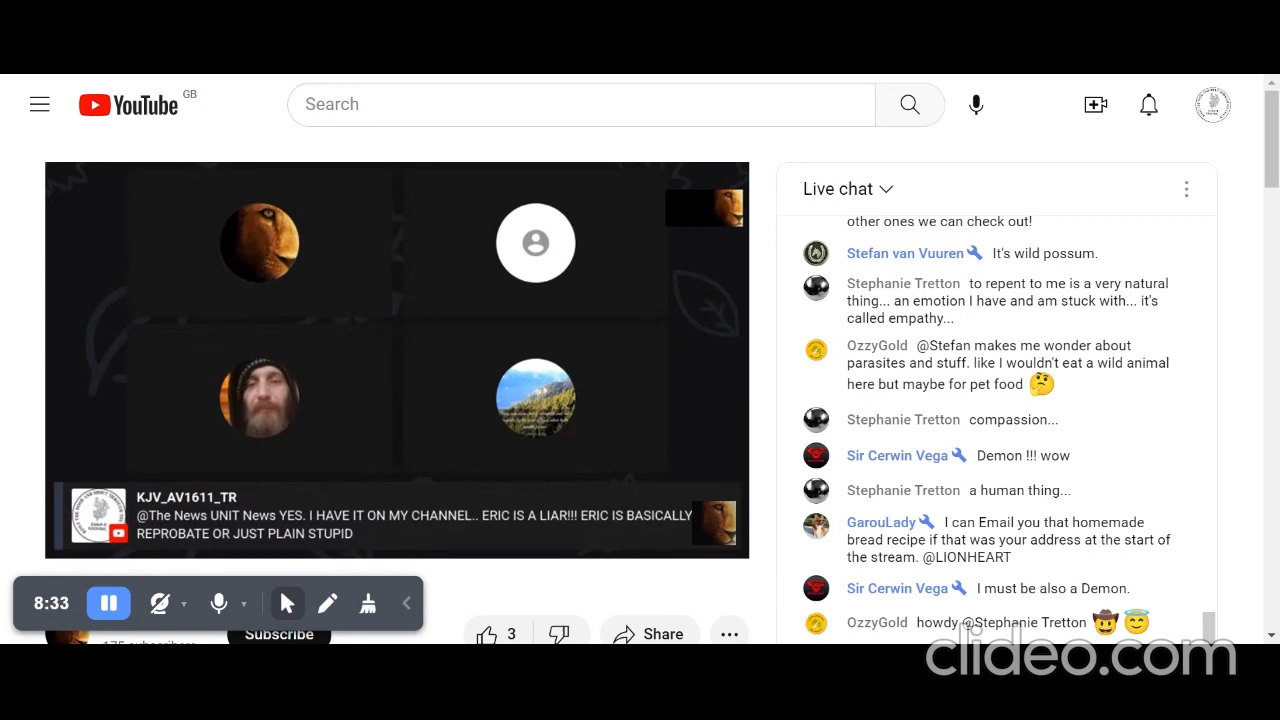 YouTube GB
Search
Live chat
other ones we can check out!
Stefan van Vuuren It's wild possum.
Stephanie Tretton to repent to me is a very natural
thing... an emotion I have and am stuck with... it's
called empathy...
OzzyGold @Stefan makes me wonder about
parasites and stuff. like I wouldn't eat a wild animal
here but maybe for pet food 🤔
Stephanie Tretton compassion...
Sir Cerwin Vega Demon !!! wow
Stephanie Tretton a human thing...
GarouLady I can Email you that homemade
bread recipe if that was your address at the start of
the stream. @LIONHEART
Sir Cerwin Vega I must be also a Demon.
OzzyGold howdy @Stephanie Tretton 🤠 😇
KJV_AV1611_TR
@The News UNIT News YES. I HAVE IT ON MY CHANNEL.. ERIC IS A LIAR!!! ERIC IS BASICALLY
REPROBATE OR JUST PLAIN STUPID
8:33
Subscribe
3
Share
clideo.com